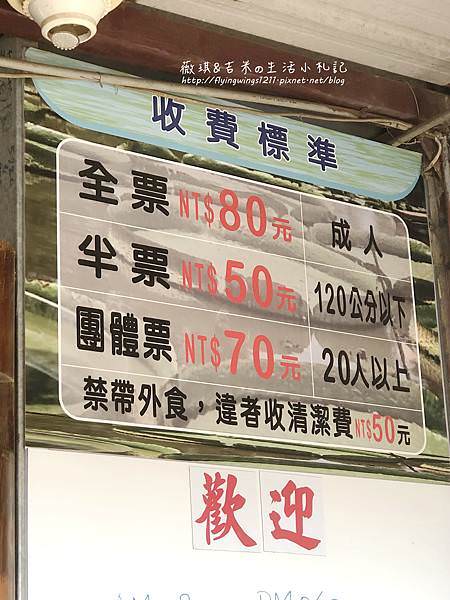 薇琪&吉米の生活小札記
http://flyingwings1211.pixnet.net/blog
收費標準
全票 NT$80元 成人
半票 NT$50元 120公分以下
團體票 NT$70元 20人以上
禁帶外食，違者收清潔費NT$50元
歡迎